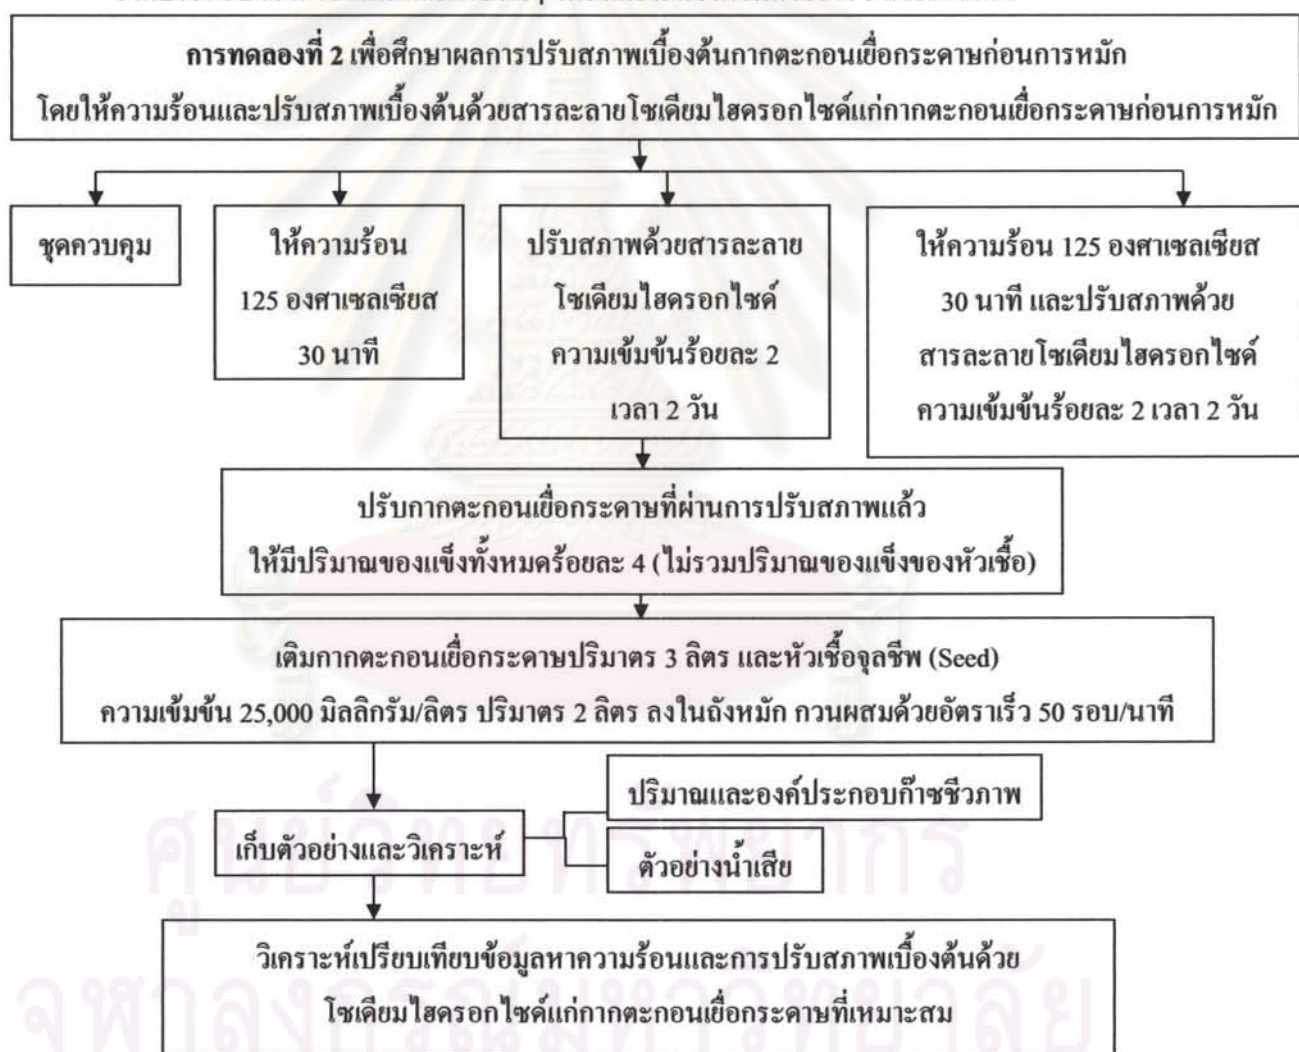 การทดลองที่ 2 เพื่อศึกษาผลการปรับสภาพเบื้องต้นกากตะกอนเยื่อกระดาษก่อนการหมัก
โดยให้ความร้อนและปรับสภาพเบื้องต้นด้วยสารละลายโซเดียมไฮดรอกไซด์แก่กากตะกอนเยื่อกระดาษก่อนการหมัก
ชุดควบคุม
ให้ความร้อน
125 องศาเซลเซียส
30 นาที
ปรับสภาพด้วยสารละลาย
โซเดียมไฮดรอกไซด์
ความเข้มข้นร้อยละ 2
เวลา 2 วัน
ให้ความร้อน 125 องศาเซลเซียส
30 นาที และปรับสภาพด้วย
สารละลายโซเดียมไฮดรอกไซด์
ความเข้มข้นร้อยละ 2 เวลา 2 วัน
ปรับกากตะกอนเยื่อกระดาษที่ผ่านการปรับสภาพแล้ว
ให้มีปริมาณของแข็งทั้งหมดร้อยละ 4 (ไม่รวมปริมาณของแข็งของหัวเชื้อ)
เติมกากตะกอนเยื่อกระดาษปริมาตร 3 ลิตร และหัวเชื้อจุลชีพ (Seed)
ความเข้มข้น 25,000 มิลลิกรัม/ลิตร ปริมาตร 2 ลิตร ลงในถังหมัก กวนผสมด้วยอัตราเร็ว 50 รอบ/นาที
ปริมาณและองค์ประกอบก๊าซชีวภาพ
เก็บตัวอย่างและวิเคราะห์
ตัวอย่างน้ำเสีย
วิเคราะห์เปรียบเทียบข้อมูลหาความร้อนและการปรับสภาพเบื้องต้นด้วย
โซเดียมไฮดรอกไซด์แก่กากตะกอนเยื่อกระดาษที่เหมาะสม
ศูนย์วิทยทรัพยากร
จุฬาลงกรณ์มหาวิทยาลัย